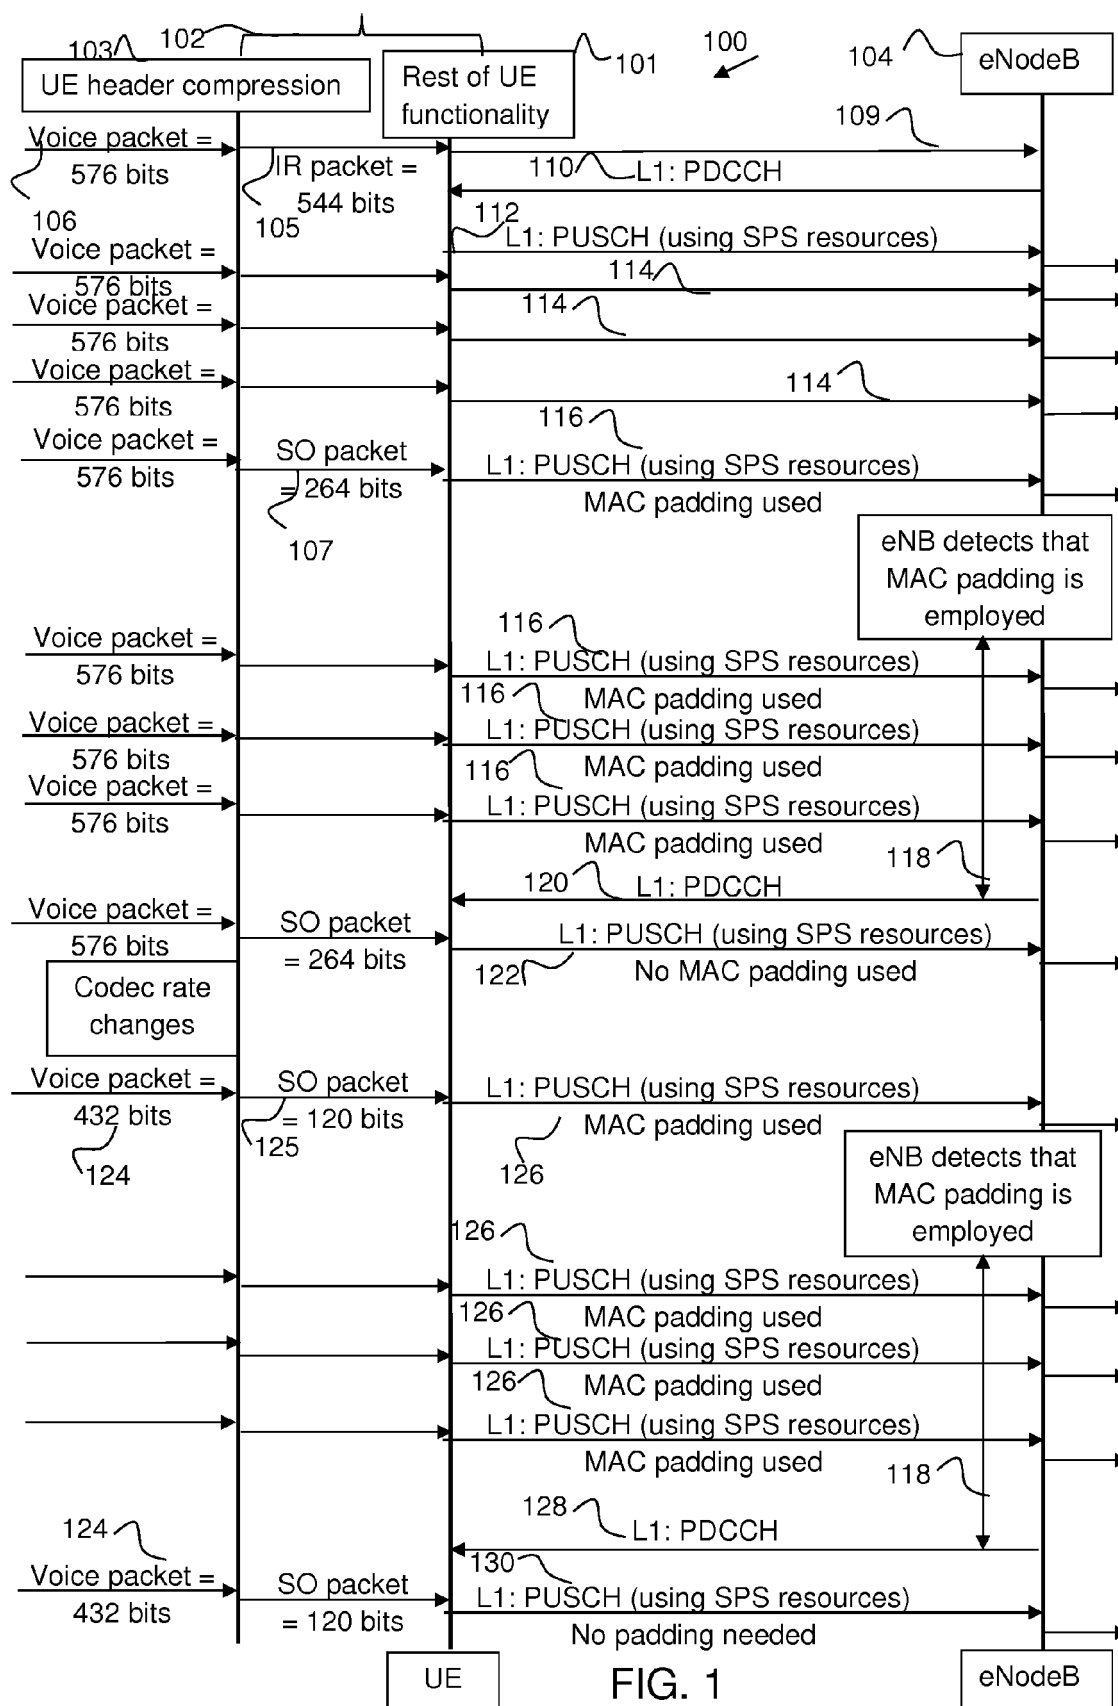 102
100
103
101
104
UE header compression
Rest of UE
functionality
eNodeB
109
Voice packet =
576 bits
IR packet =
544 bits
110
L1: PDCCH
106
105
112
L1: PUSCH (using SPS resources)
Voice packet =
576 bits
114
Voice packet =
576 bits
114
Voice packet =
576 bits
114
116
Voice packet =
576 bits
SO packet
= 264 bits
L1: PUSCH (using SPS resources)
MAC padding used
107
eNB detects that
MAC padding is
employed
116
Voice packet =
576 bits
L1: PUSCH (using SPS resources)
MAC padding used
116
Voice packet =
576 bits
L1: PUSCH (using SPS resources)
MAC padding used
116
Voice packet =
576 bits
L1: PUSCH (using SPS resources)
MAC padding used
118
120
L1: PDCCH
Voice packet =
576 bits
SO packet
= 264 bits
L1: PUSCH (using SPS resources)
No MAC padding used
122
Codec rate
changes
Voice packet =
432 bits
SO packet
= 120 bits
L1: PUSCH (using SPS resources)
MAC padding used
124
125
126
eNB detects that
MAC padding is
employed
126
L1: PUSCH (using SPS resources)
MAC padding used
126
L1: PUSCH (using SPS resources)
MAC padding used
126
L1: PUSCH (using SPS resources)
MAC padding used
118
128
L1: PDCCH
124
130
Voice packet =
432 bits
SO packet
= 120 bits
L1: PUSCH (using SPS resources)
No padding needed
UE
FIG. 1
eNodeB